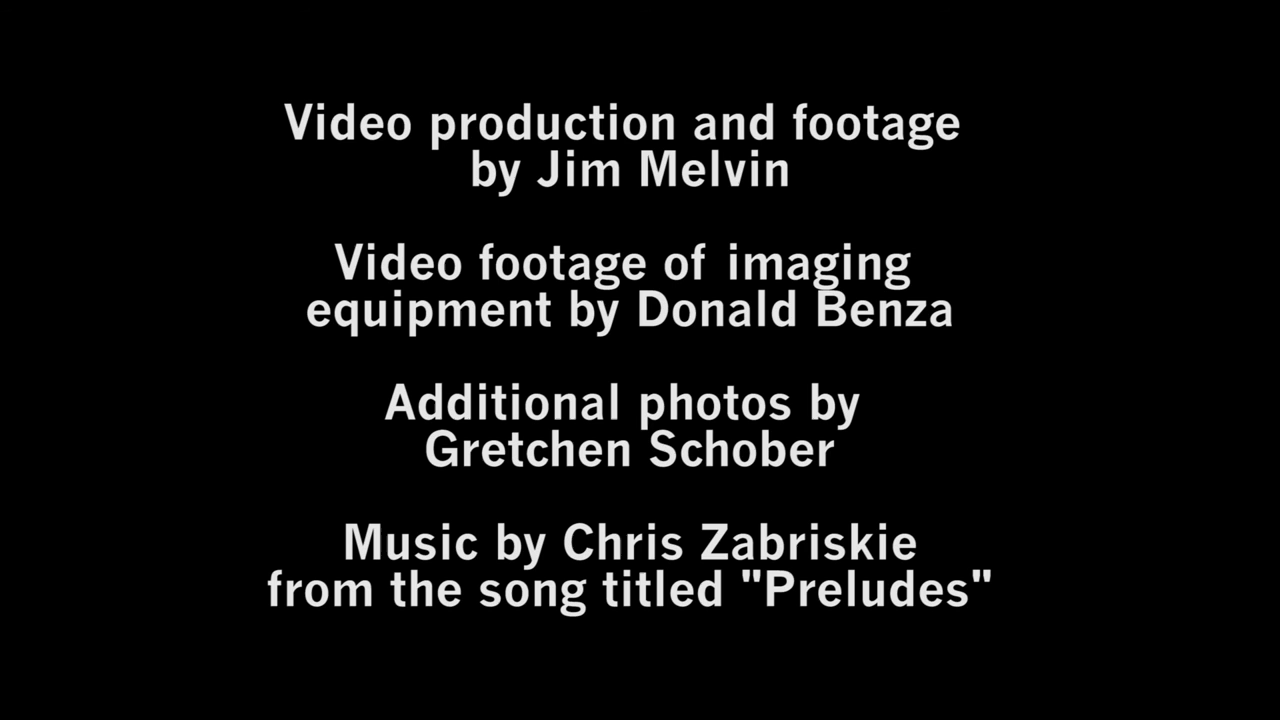 Video production and footage
by Jim Melvin
Video footage of imaging
equipment by Donald Benza
Additional photos by
Gretchen Schober
Music by Chris Zabriskie
from the song titled "Preludes"